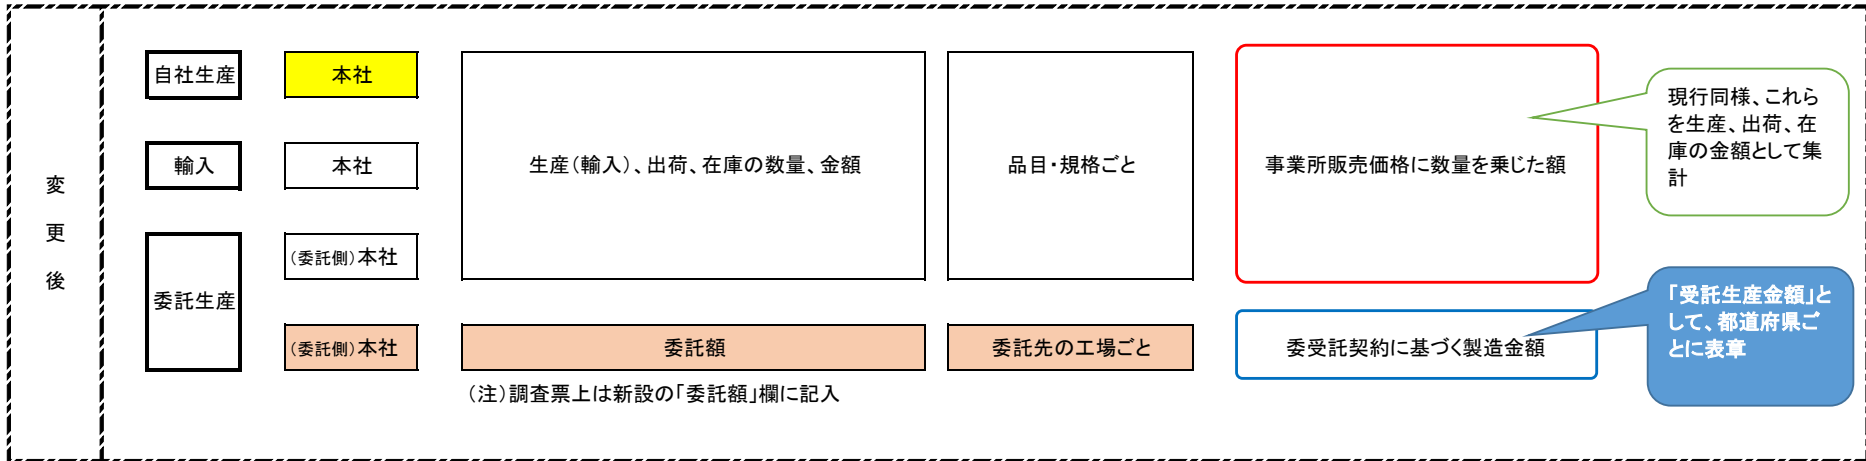 変
更
後
自社生産
本社
輸入
本社
委託生産
（委託側）本社
（委託側）本社
生産（輸入）、出荷、在庫の数量、金額
委託額
（注）調査票上は新設の「委託額」欄に記入
品目・規格ごと
委託先の工場ごと
事業所販売価格に数量を乗じた額
委受託契約に基づく製造金額
現行同様、これら
を生産、出荷、在
庫の金額として集
計
「受託生産金額」と
して、都道府県ご
とに表章